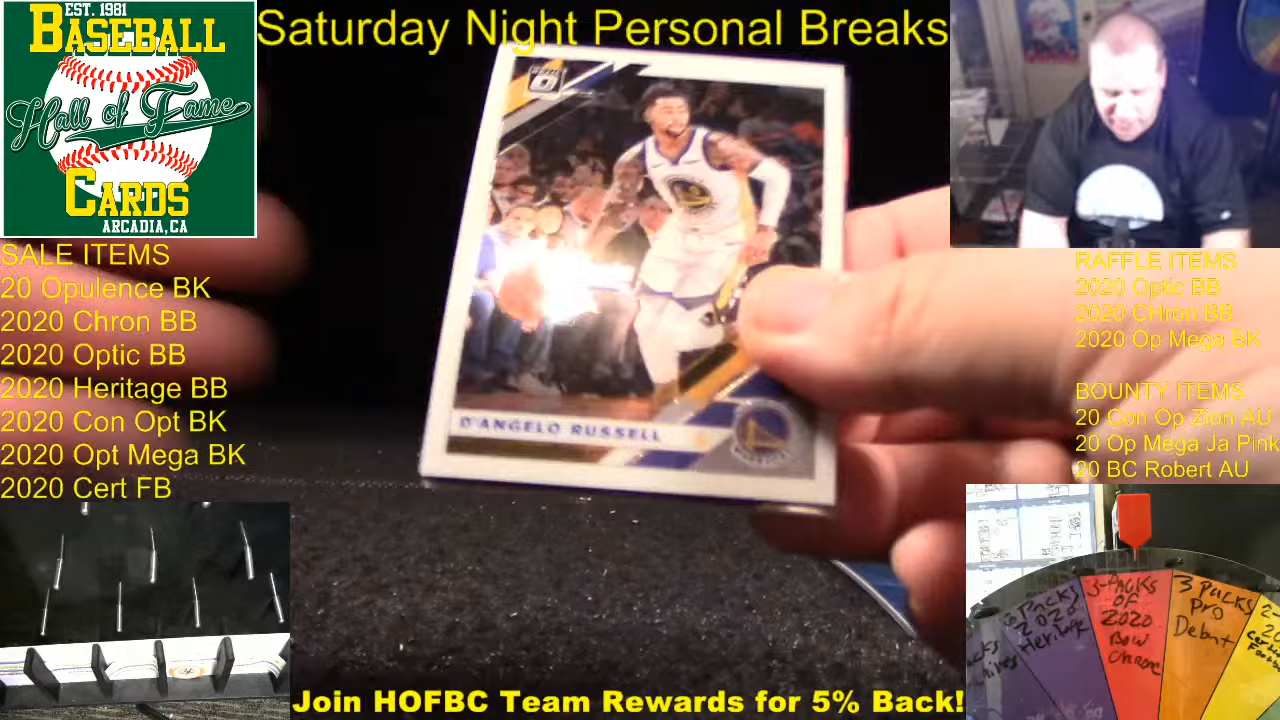 EST. 1981
BASEBALL
Hall of Fame
CARDS
ARCADIA, CA
Saturday Night Personal Breaks
SALE ITEMS
20 Opulence BK
2020 Chron BB
2020 Optic BB
2020 Heritage BB
2020 Con Opt BK
2020 Opt Mega BK
2020 Cert FB
D'ANGELO RUSSELL
WARRIORS
RAFFLE ITEMS
2020 Optic BB
2020 CHron BB
2020 Op Mega BK
BOUNTY ITEMS
20 Con Op Zion AU
20 Op Mega Ja Pink
20 BC Robert AU
Packs
2020
Heritage
3-PACKS
OF
2020
Bow
Chrome
3 PACKS
Pro
Debut
Join HOFBC Team Rewards for 5% Back!